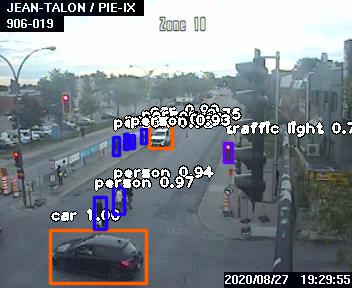 JEAN-TALON / PIE-IX
906-019
Zone 10
person 0.93
traffic light 0.7
person 0.94
person 0.97
car 1.00
2020/08/27 19:29:55